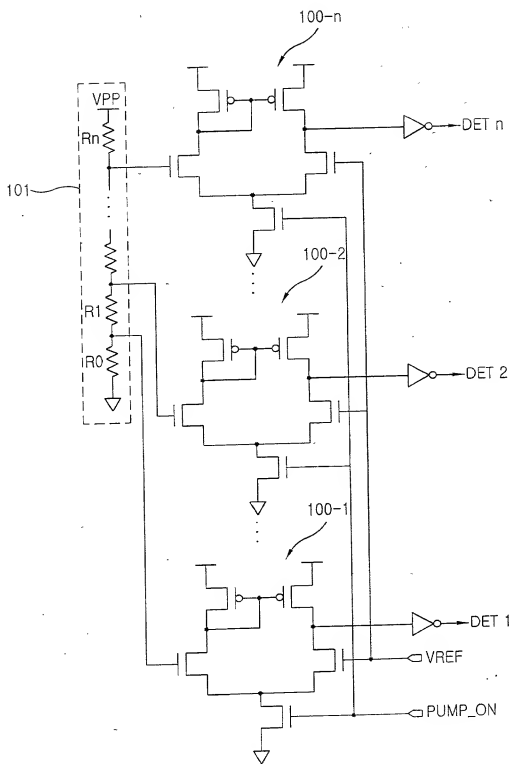 100-n
VPP
Rn
DET n
101
100-2
R1
R0
DET 2
100-1
DET 1
VREF
PUMP_ON